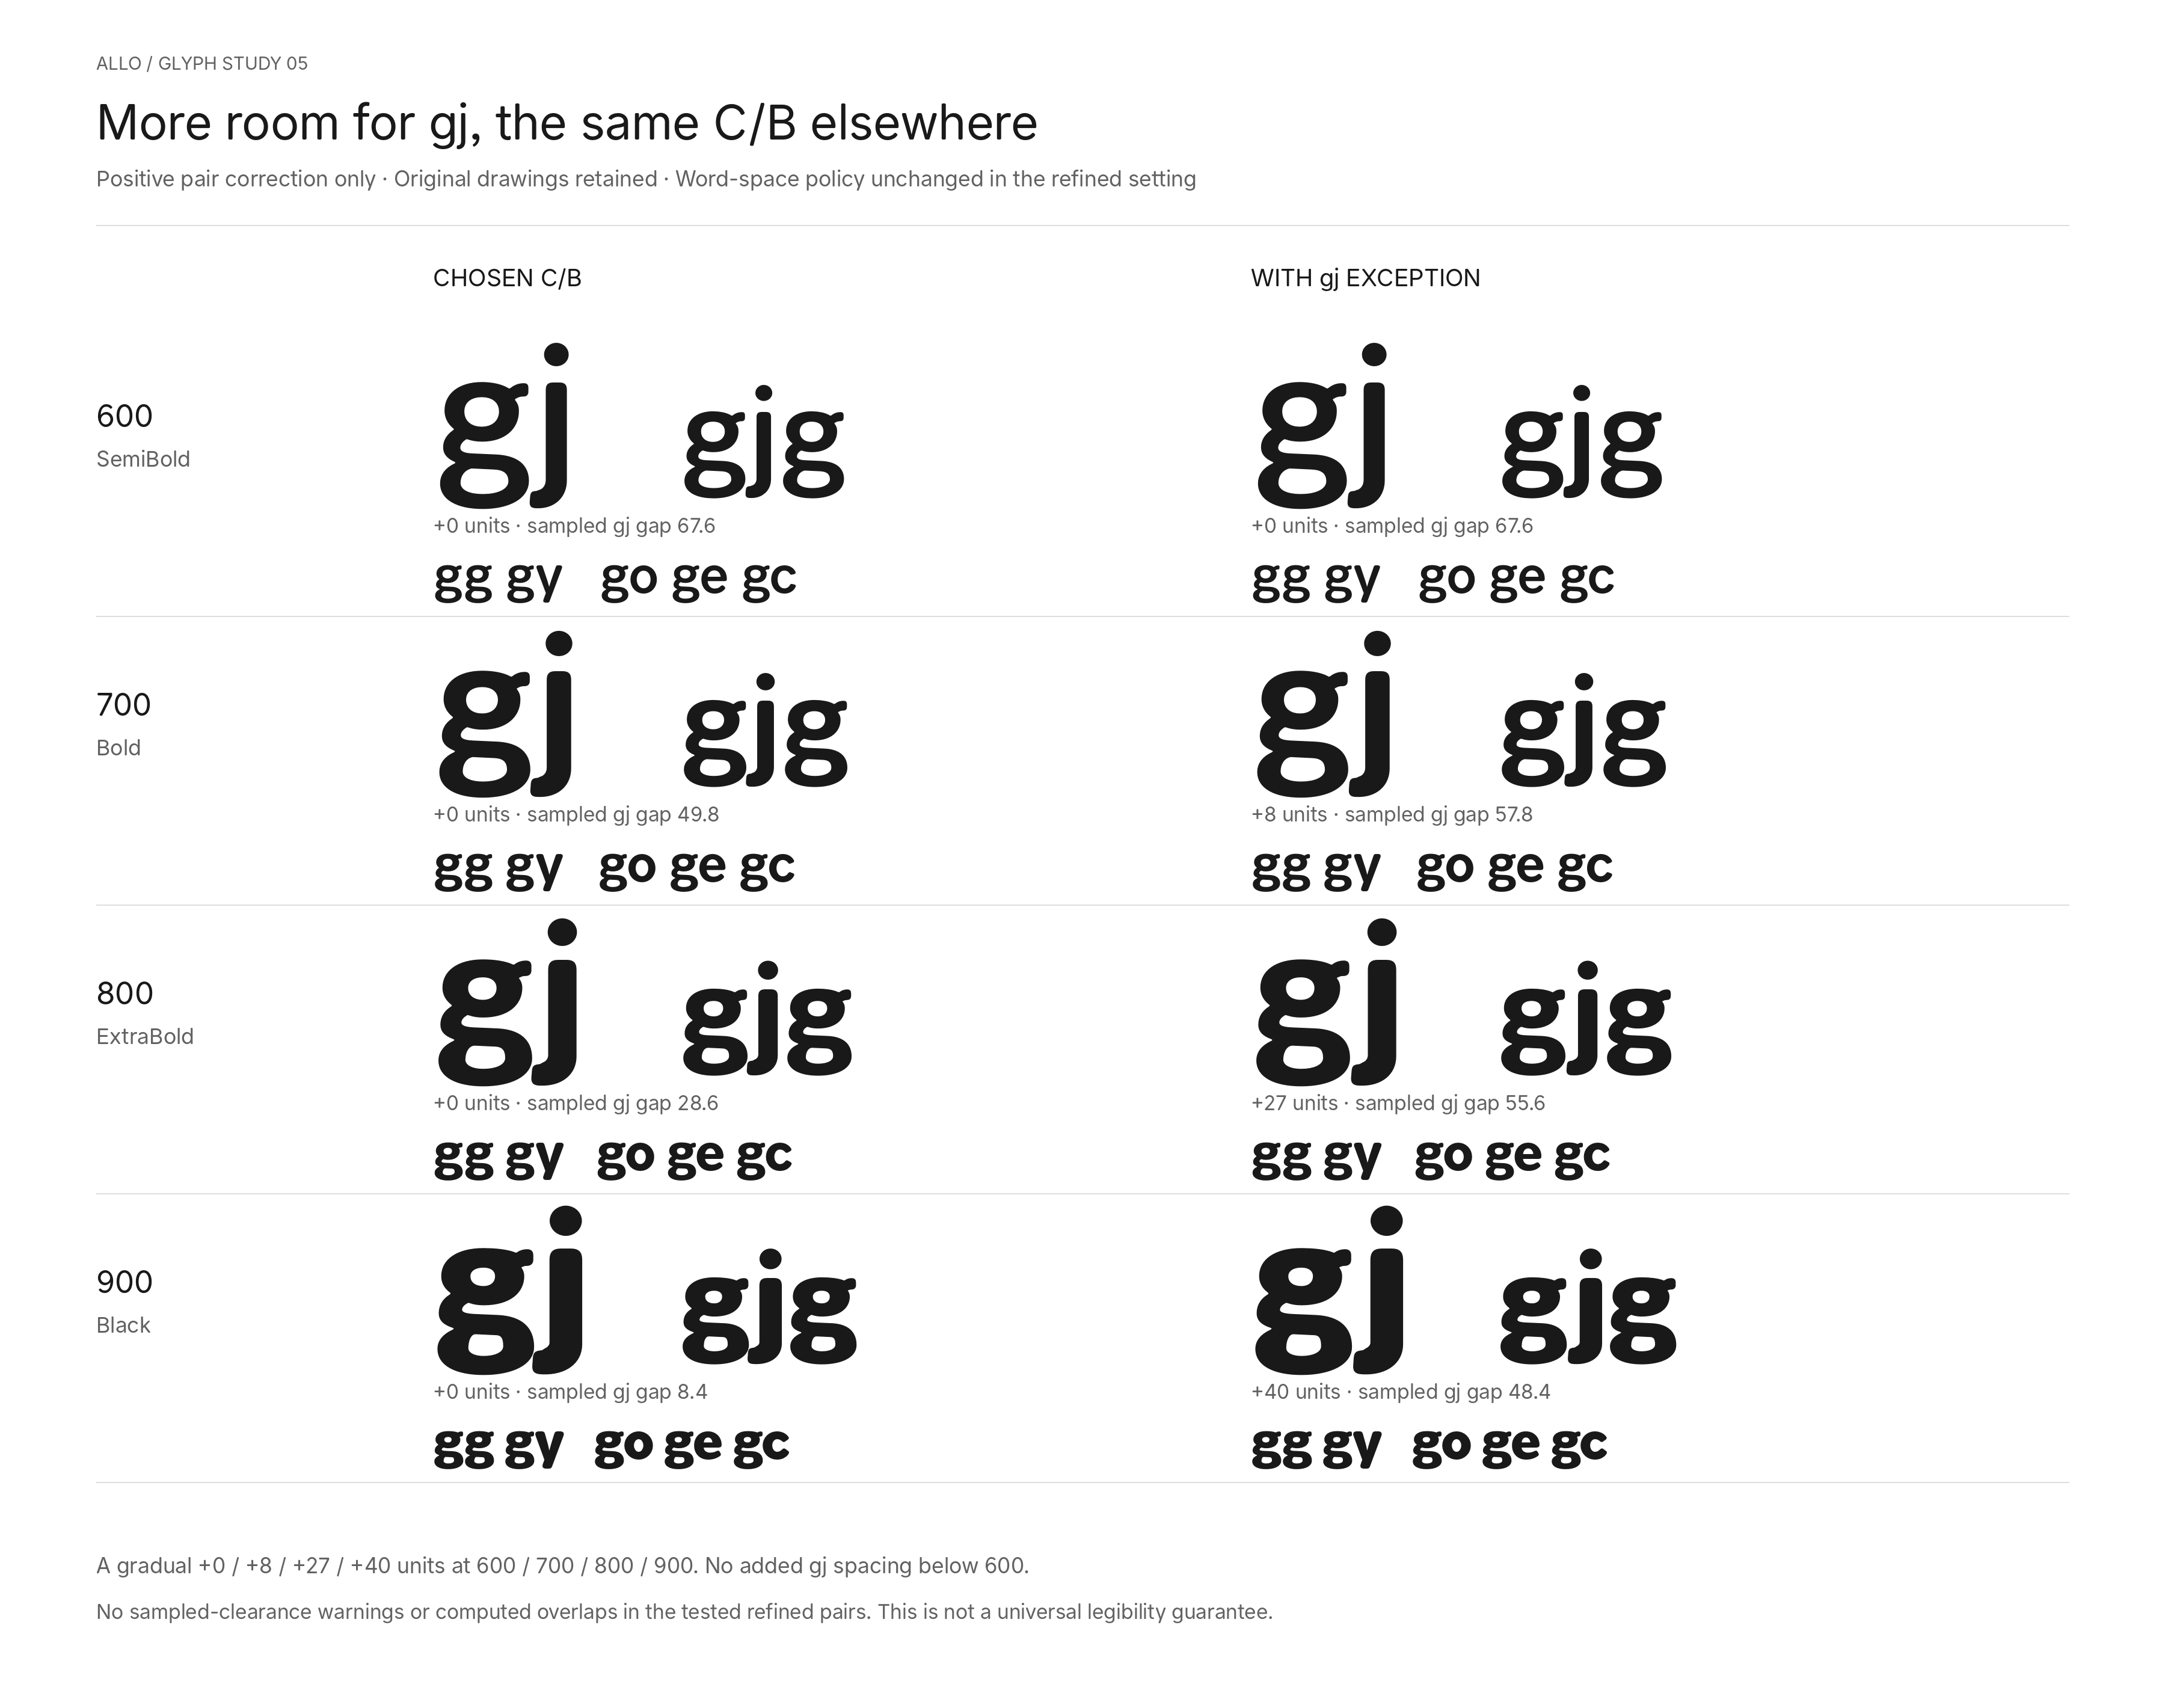 ALLO / GLYPH STUDY 05
More room for gj, the same C/B elsewhere
Positive pair correction only · Original drawings retained · Word-space policy unchanged in the refined setting
CHOSEN C/B
WITH gj EXCEPTION
600
SemiBold
gj gjg
+0 units · sampled gj gap 67.6
gg gy go ge gc
gj gjg
+0 units · sampled gj gap 67.6
gg gy go ge gc
700
Bold
gj gjg
+0 units · sampled gj gap 49.8
gg gy go ge gc
gj gjg
+8 units · sampled gj gap 57.8
gg gy go ge gc
800
ExtraBold
gj gjg
+0 units · sampled gj gap 28.6
gg gy go ge gc
gj gjg
+27 units · sampled gj gap 55.6
gg gy go ge gc
900
Black
gj gjg
+0 units · sampled gj gap 8.4
gg gy go ge gc
gj gjg
+40 units · sampled gj gap 48.4
gg gy go ge gc
A gradual +0 / +8 / +27 / +40 units at 600 / 700 / 800 / 900. No added gj spacing below 600.
No sampled-clearance warnings or computed overlaps in the tested refined pairs. This is not a universal legibility guarantee.